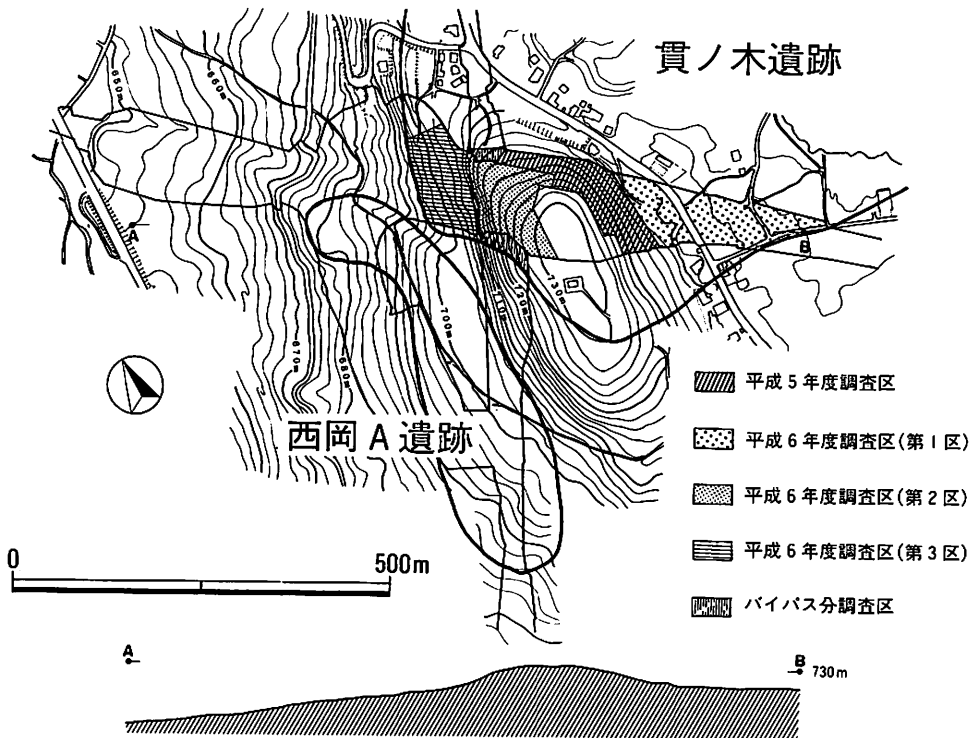 貫ノ木遺跡
650m
660m
A
730m
720m
710m
700m
670m
680m
B
西岡A遺跡
平成5年度調査区
平成6年度調査区(第1区)
平成6年度調査区(第2区)
平成6年度調査区(第3区)
バイパス分調査区
0 500m
A B 730m